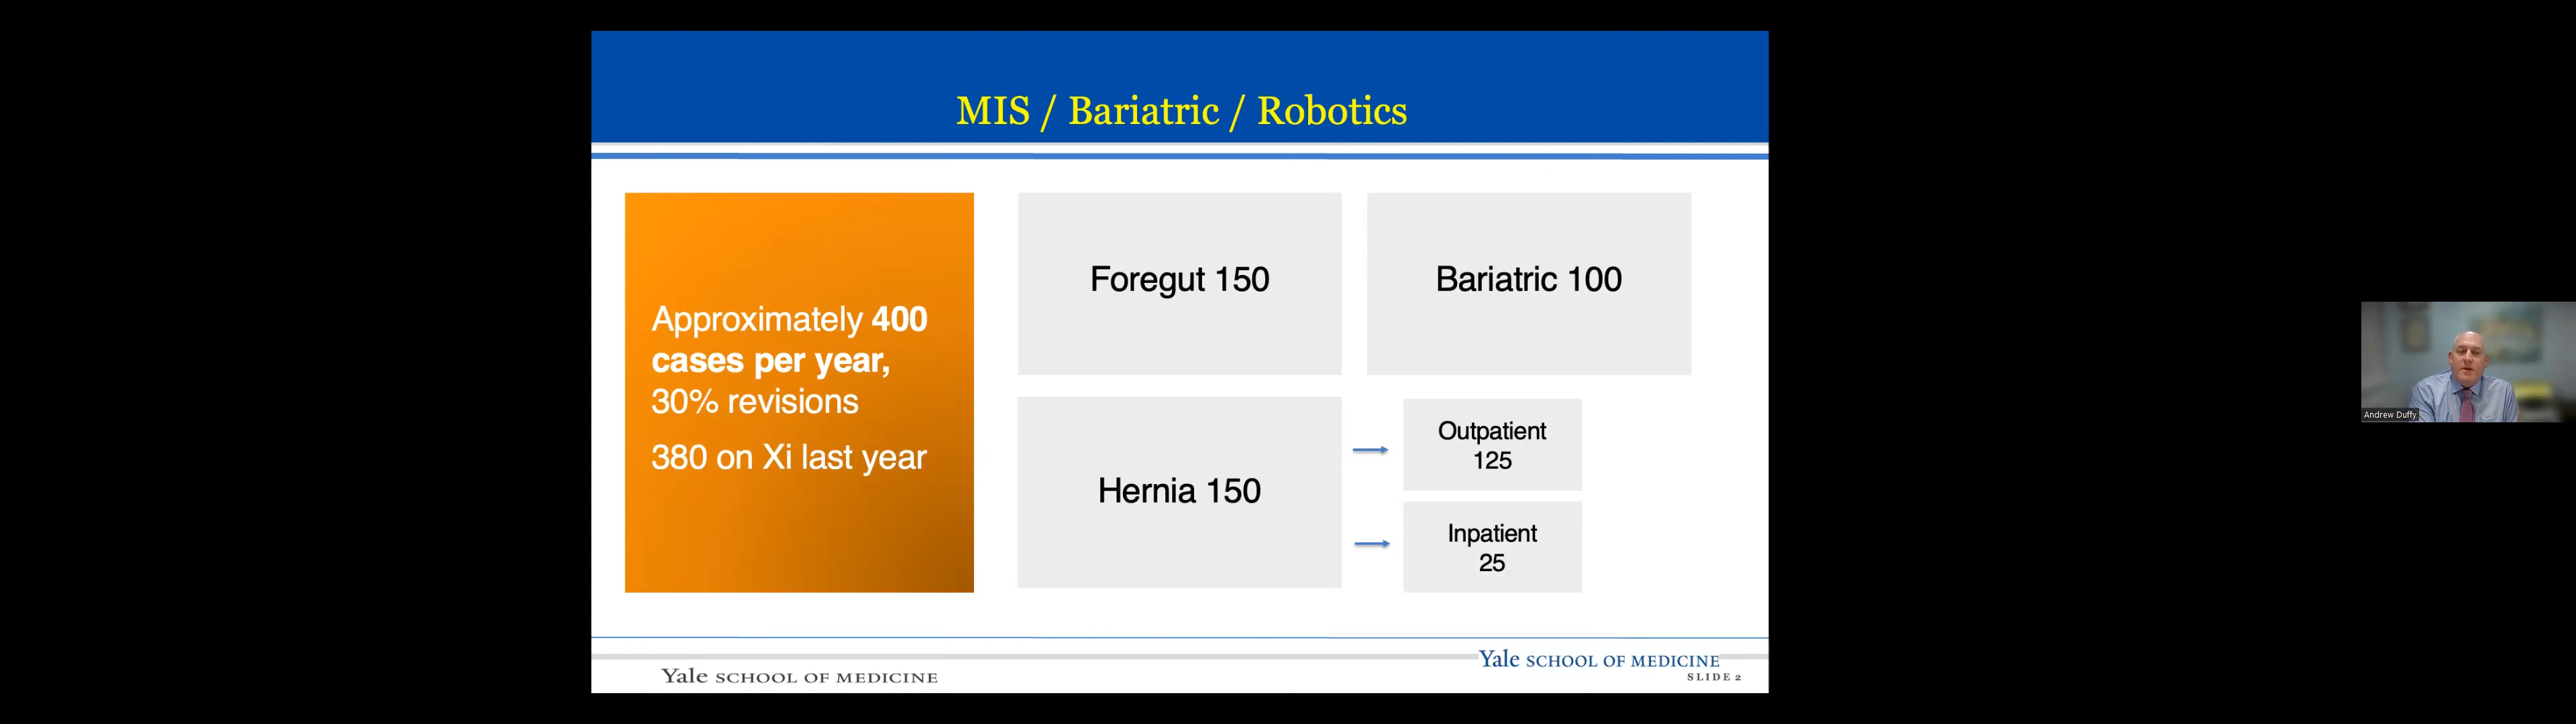 MIS / Bariatric / Robotics
Approximately 400
cases per year,
30% revisions
380 on Xi last year
Foregut 150
Bariatric 100
Hernia 150
Outpatient
125
Inpatient
25
Yale SCHOOL OF MEDICINE
Yale SCHOOL OF MEDICINE
SLIDE 2
Andrew Duffy